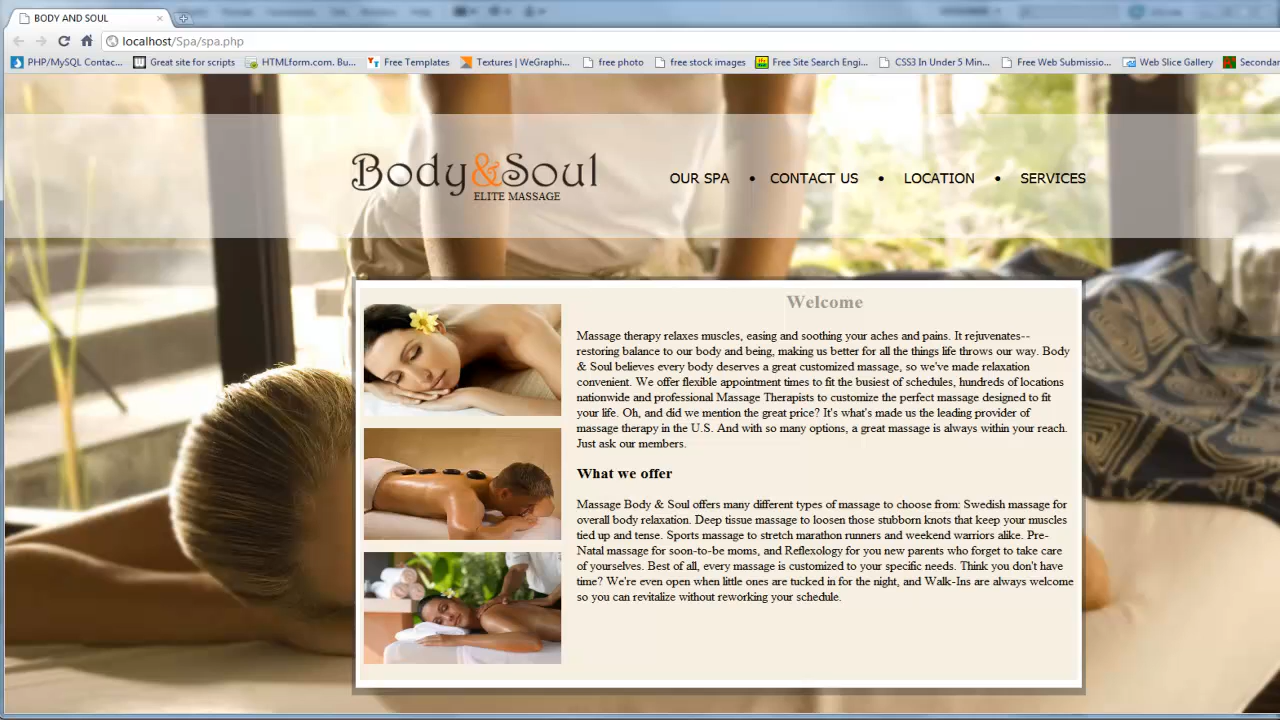 BODY AND SOUL
localhost/Spa/spa.php
PHP/MySQL Contac...
Great site for scripts
HTMLform.com. Bu...
Free Templates
Textures | WeGraphi...
free photo
free stock images
Free Site Search Engi...
CSS3 In Under 5 Min...
Free Web Submissio...
Web Slice Gallery
Secondar
Body&Soul
ELITE MASSAGE
OUR SPA • CONTACT US • LOCATION • SERVICES
Welcome
Massage therapy relaxes muscles, easing and soothing your aches and pains. It rejuvenates--
restoring balance to our body and being, making us better for all the things life throws our way. Body
& Soul believes every body deserves a great customized massage, so we've made relaxation
convenient. We offer flexible appointment times to fit the busiest of schedules, hundreds of locations
nationwide and professional Massage Therapists to customize the perfect massage designed to fit
your life. Oh, and did we mention the great price? It's what's made us the leading provider of
massage therapy in the U.S. And with so many options, a great massage is always within your reach.
Just ask our members.
What we offer
Massage Body & Soul offers many different types of massage to choose from: Swedish massage for
overall body relaxation. Deep tissue massage to loosen those stubborn knots that keep your muscles
tied up and tense. Sports massage to stretch marathon runners and weekend warriors alike. Pre-
Natal massage for soon-to-be moms, and Reflexology for you new parents who forget to take care
of yourselves. Best of all, every massage is customized to your specific needs. Think you don't have
time? We're even open when little ones are tucked in for the night, and Walk-Ins are always welcome
so you can revitalize without reworking your schedule.